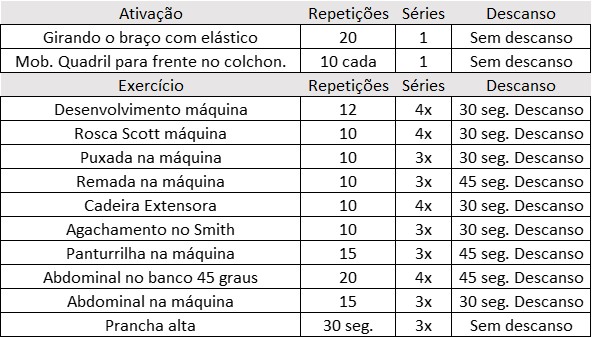 Ativação Repetições Séries Descanso
Girando o braço com elástico 20 1 Sem descanso
Mob. Quadril para frente no colchon. 10 cada 1 Sem descanso
Exercício Repetições Séries Descanso
Desenvolvimento máquina 12 4x 30 seg. Descanso
Rosca Scott máquina 10 4x 30 seg. Descanso
Puxada na máquina 10 3x 30 seg. Descanso
Remada na máquina 10 3x 45 seg. Descanso
Cadeira Extensora 10 4x 30 seg. Descanso
Agachamento no Smith 10 3x 30 seg. Descanso
Panturrilha na máquina 15 3x 45 seg. Descanso
Abdominal no banco 45 graus 20 4x 45 seg. Descanso
Abdominal na máquina 15 3x 30 seg. Descanso
Prancha alta 30 seg. 3x Sem descanso